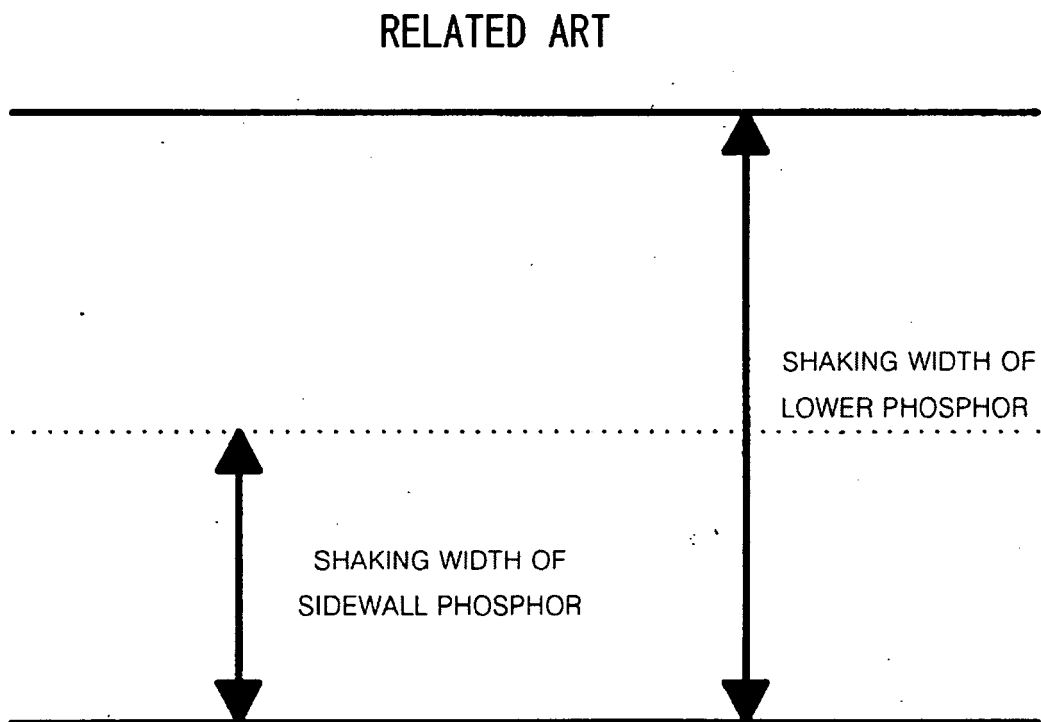 RELATED ART
SHAKING WIDTH OF
LOWER PHOSPHOR
SHAKING WIDTH OF
SIDEWALL PHOSPHOR